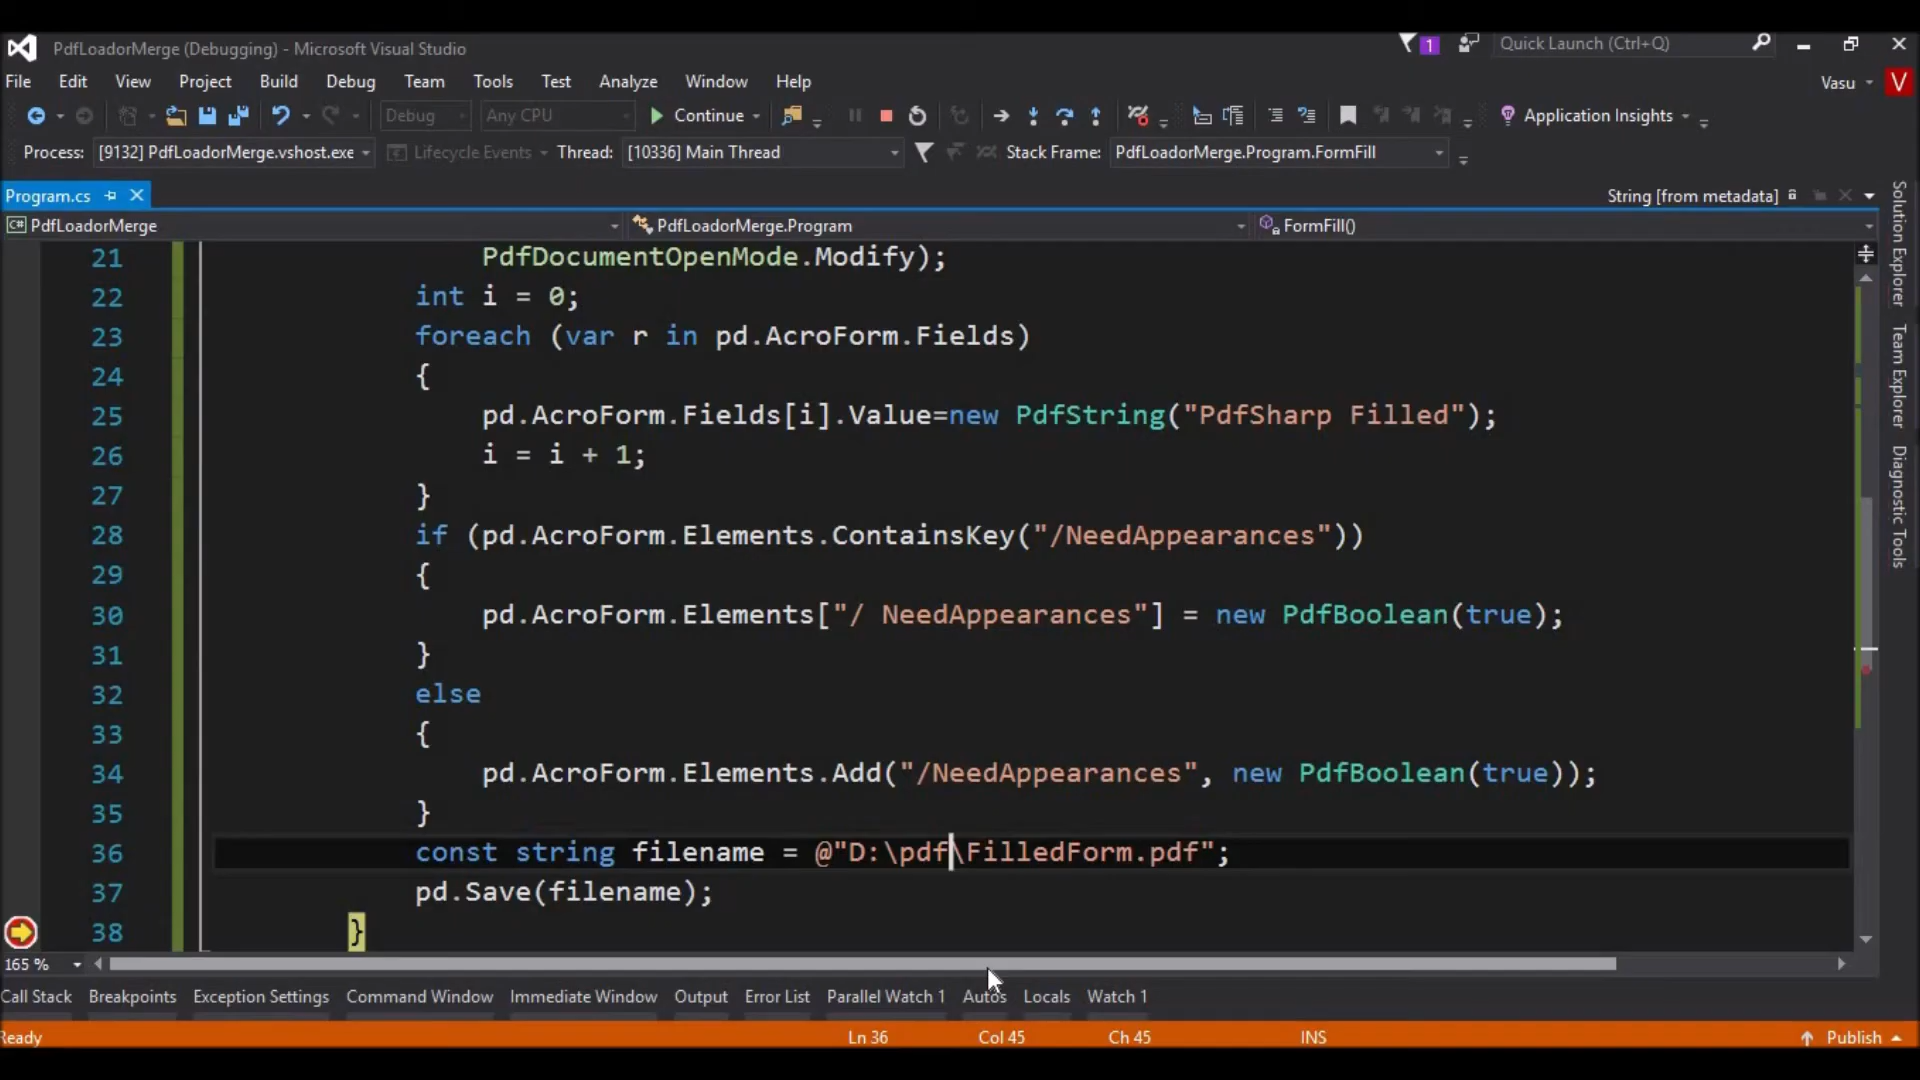 PdfLoadorMerge (Debugging) - Microsoft Visual Studio
1
Quick Launch (Ctrl+Q)
File Edit View Project Build Debug Team Tools Test Analyze Window Help
Vasu
V
Debug Any CPU Continue Application Insights
Process: [9132] PdfLoadorMerge.vshost.exe Lifecycle Events Thread: [10336] Main Thread Stack Frame: PdfLoadorMerge.Program.FormFill
Program.cs
String [from metadata]
C# PdfLoadorMerge PdfLoadorMerge.Program FormFill()
21 PdfDocumentOpenMode.Modify);
22 int i = 0;
23 foreach (var r in pd.AcroForm.Fields)
24 {
25 pd.AcroForm.Fields[i].Value=new PdfString("PdfSharp Filled");
26 i = i + 1;
27 }
28 if (pd.AcroForm.Elements.ContainsKey("/NeedAppearances"))
29 {
30 pd.AcroForm.Elements["/ NeedAppearances"] = new PdfBoolean(true);
31 }
32 else
33 {
34 pd.AcroForm.Elements.Add("/NeedAppearances", new PdfBoolean(true));
35 }
36 const string filename = @"D:\pdf\FilledForm.pdf";
37 pd.Save(filename);
38 }
Solution Explorer
Team Explorer
Diagnostic Tools
165 %
Call Stack Breakpoints Exception Settings Command Window Immediate Window Output Error List Parallel Watch 1 Autos Locals Watch 1
Ready Ln 36 Col 45 Ch 45 INS Publish